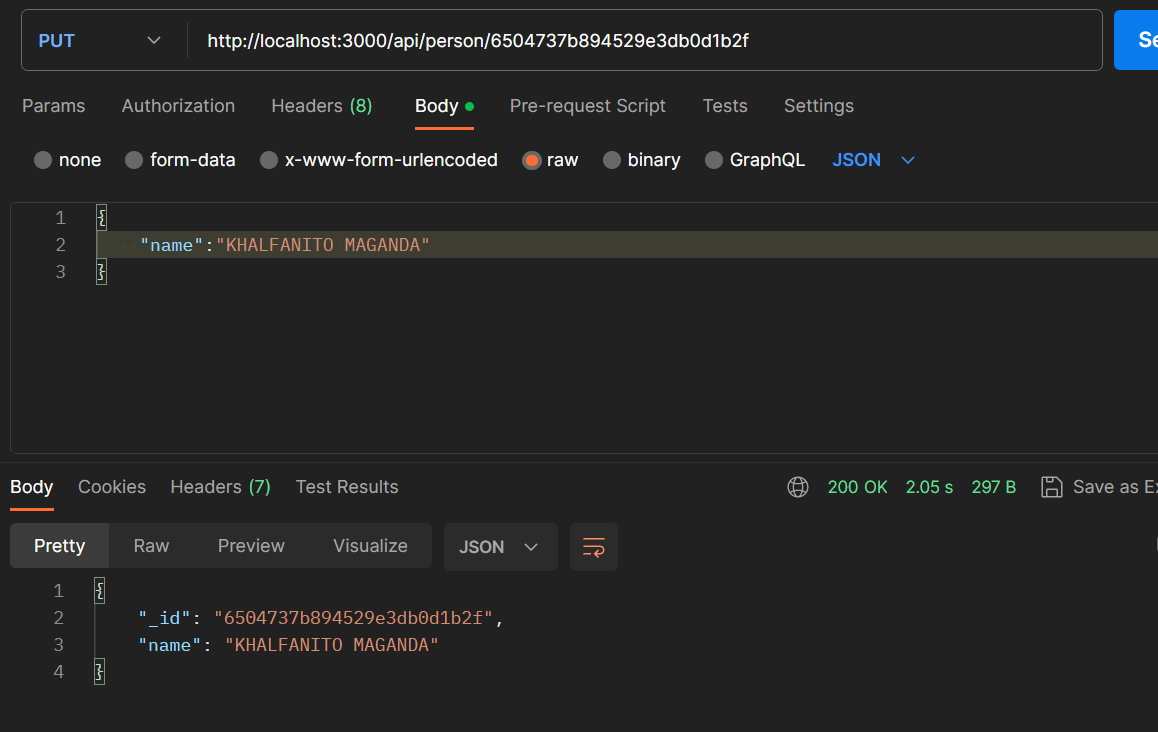 PUT http://localhost:3000/api/person/6504737b894529e3db0d1b2f
Params Authorization Headers (8) Body Pre-request Script Tests Settings
none form-data x-www-form-urlencoded raw binary GraphQL JSON
1 {
2 "name":"KHALFANITO MAGANDA"
3 }
Body Cookies Headers (7) Test Results 200 OK 2.05 s 297 B Save as
Pretty Raw Preview Visualize JSON
1 {
2 "_id": "6504737b894529e3db0d1b2f",
3 "name": "KHALFANITO MAGANDA"
4 }